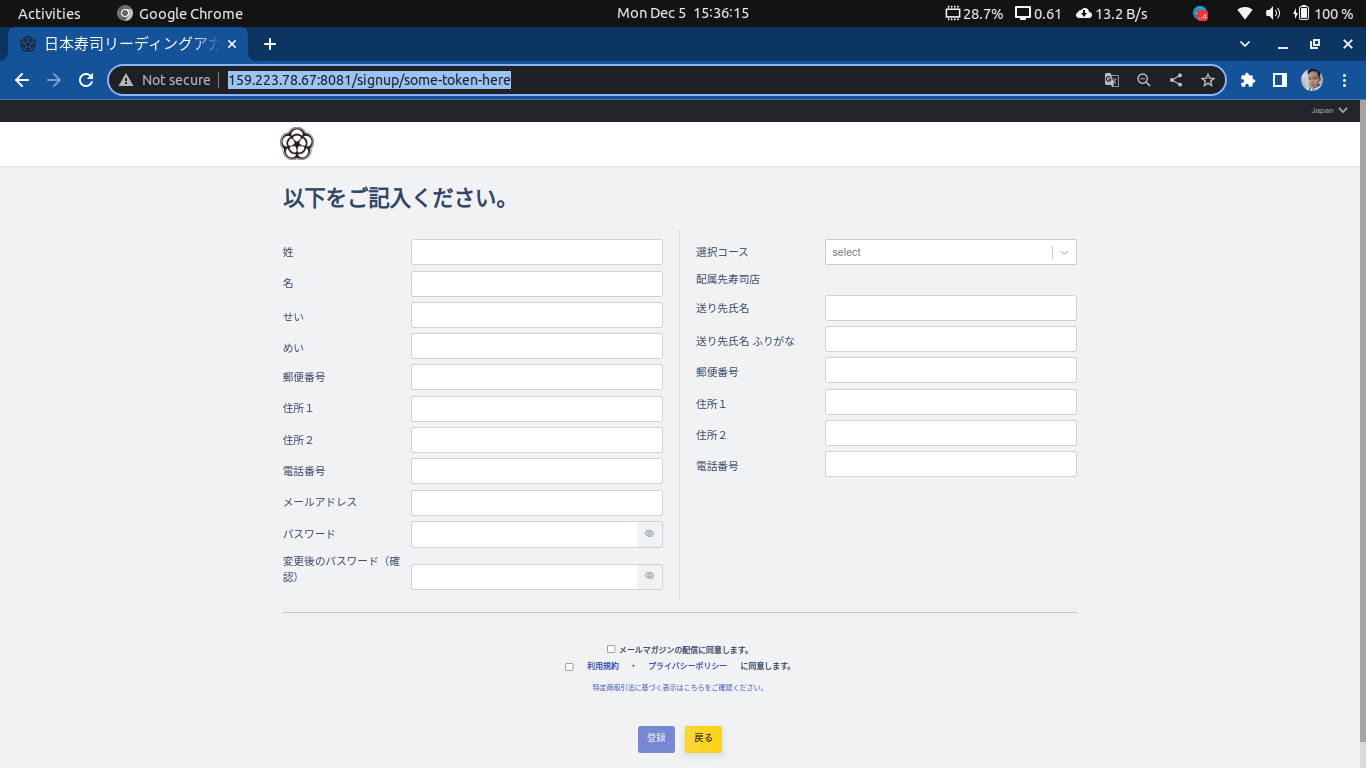 Activities
Google Chrome
Mon Dec 5 15:36:15
28.7%
0.61
13.2 B/s
100 %
日本寿司リーディングアカ
Not secure
159.223.78.67:8081/signup/some-token-here
Japan
以下をご記入ください。
姓
名
せい
めい
郵便番号
住所１
住所２
電話番号
メールアドレス
パスワード
変更後のパスワード（確
認）
選択コース
select
配属先寿司店
送り先氏名
送り先氏名 ふりがな
郵便番号
住所１
住所２
電話番号
メールマガジンの配信に同意します。
利用規約 ・ プライバシーポリシー に同意します。
特定商取引法に基づく表示はこちらをご確認ください。
登録
戻る